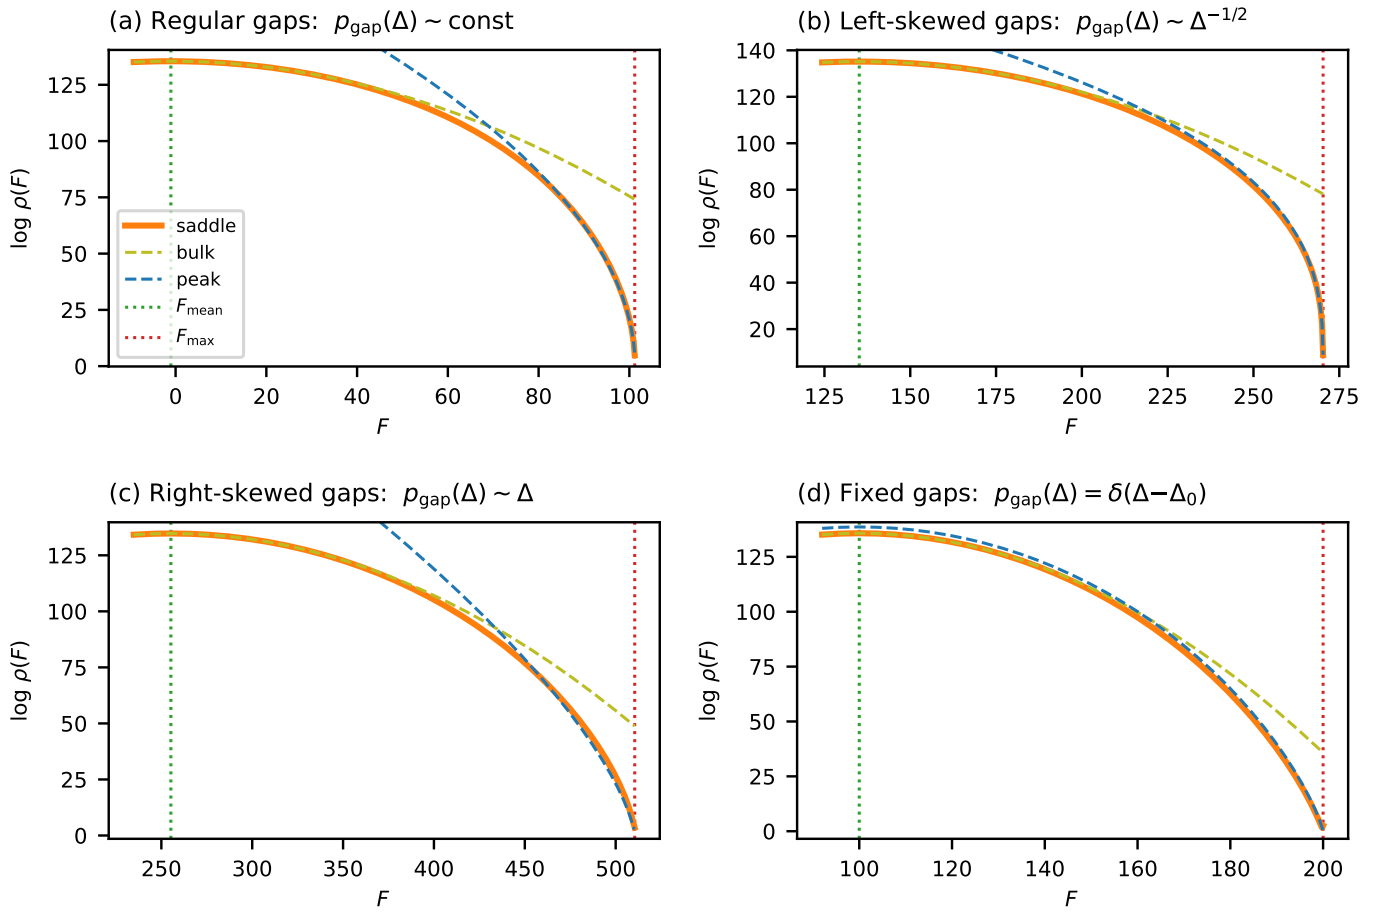 (a) Regular gaps: p_gap(Δ) ∼ const
log ρ(F)
125
100
75
50
25
0
saddle
bulk
peak
F_mean
F_max
0 20 40 60 80 100
F
(b) Left-skewed gaps: p_gap(Δ) ∼ Δ^{−1/2}
log ρ(F)
140
120
100
80
60
40
20
125 150 175 200 225 250 275
F
(c) Right-skewed gaps: p_gap(Δ) ∼ Δ
log ρ(F)
125
100
75
50
25
0
250 300 350 400 450 500
F
(d) Fixed gaps: p_gap(Δ) = δ(Δ−Δ₀)
log ρ(F)
125
100
75
50
25
0
100 120 140 160 180 200
F